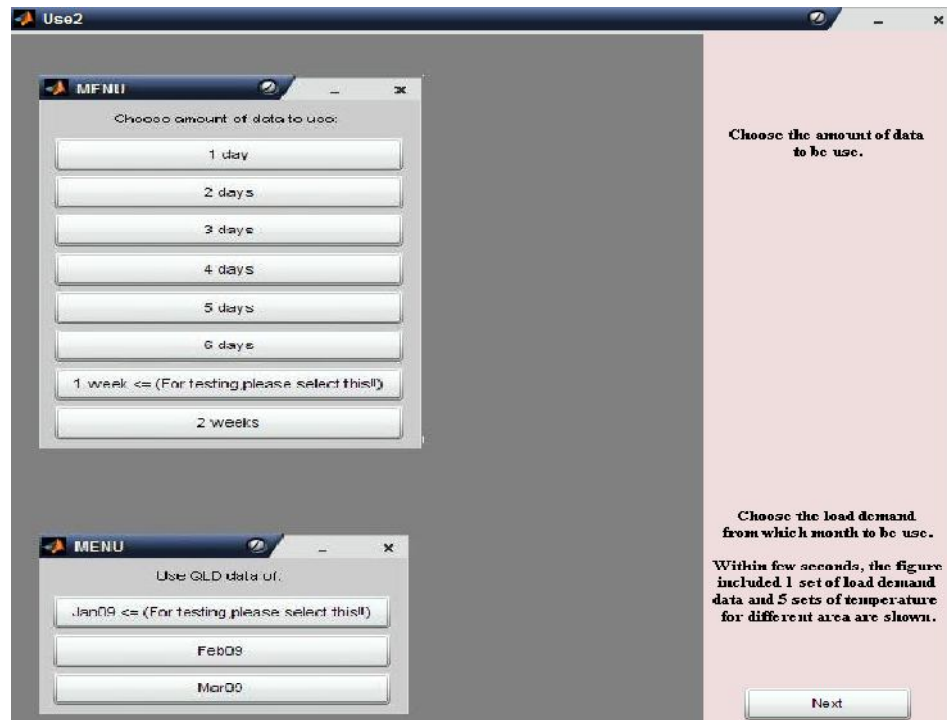 Use2
MENU
Choose amount of data to use:
1 day
2 days
3 days
4 days
5 days
6 days
1 week <= (For testing,please select this!!)
2 weeks
Choose the amount of data
to be use.
MENU
Use QLD data of:
Jan09 <= (For testing,please select this!!)
Feb09
Mar09
Choose the load demand
from which month to be use.
Within few seconds, the figure
included 1 set of load demand
data and 5 sets of temperature
for different area are shown.
Next